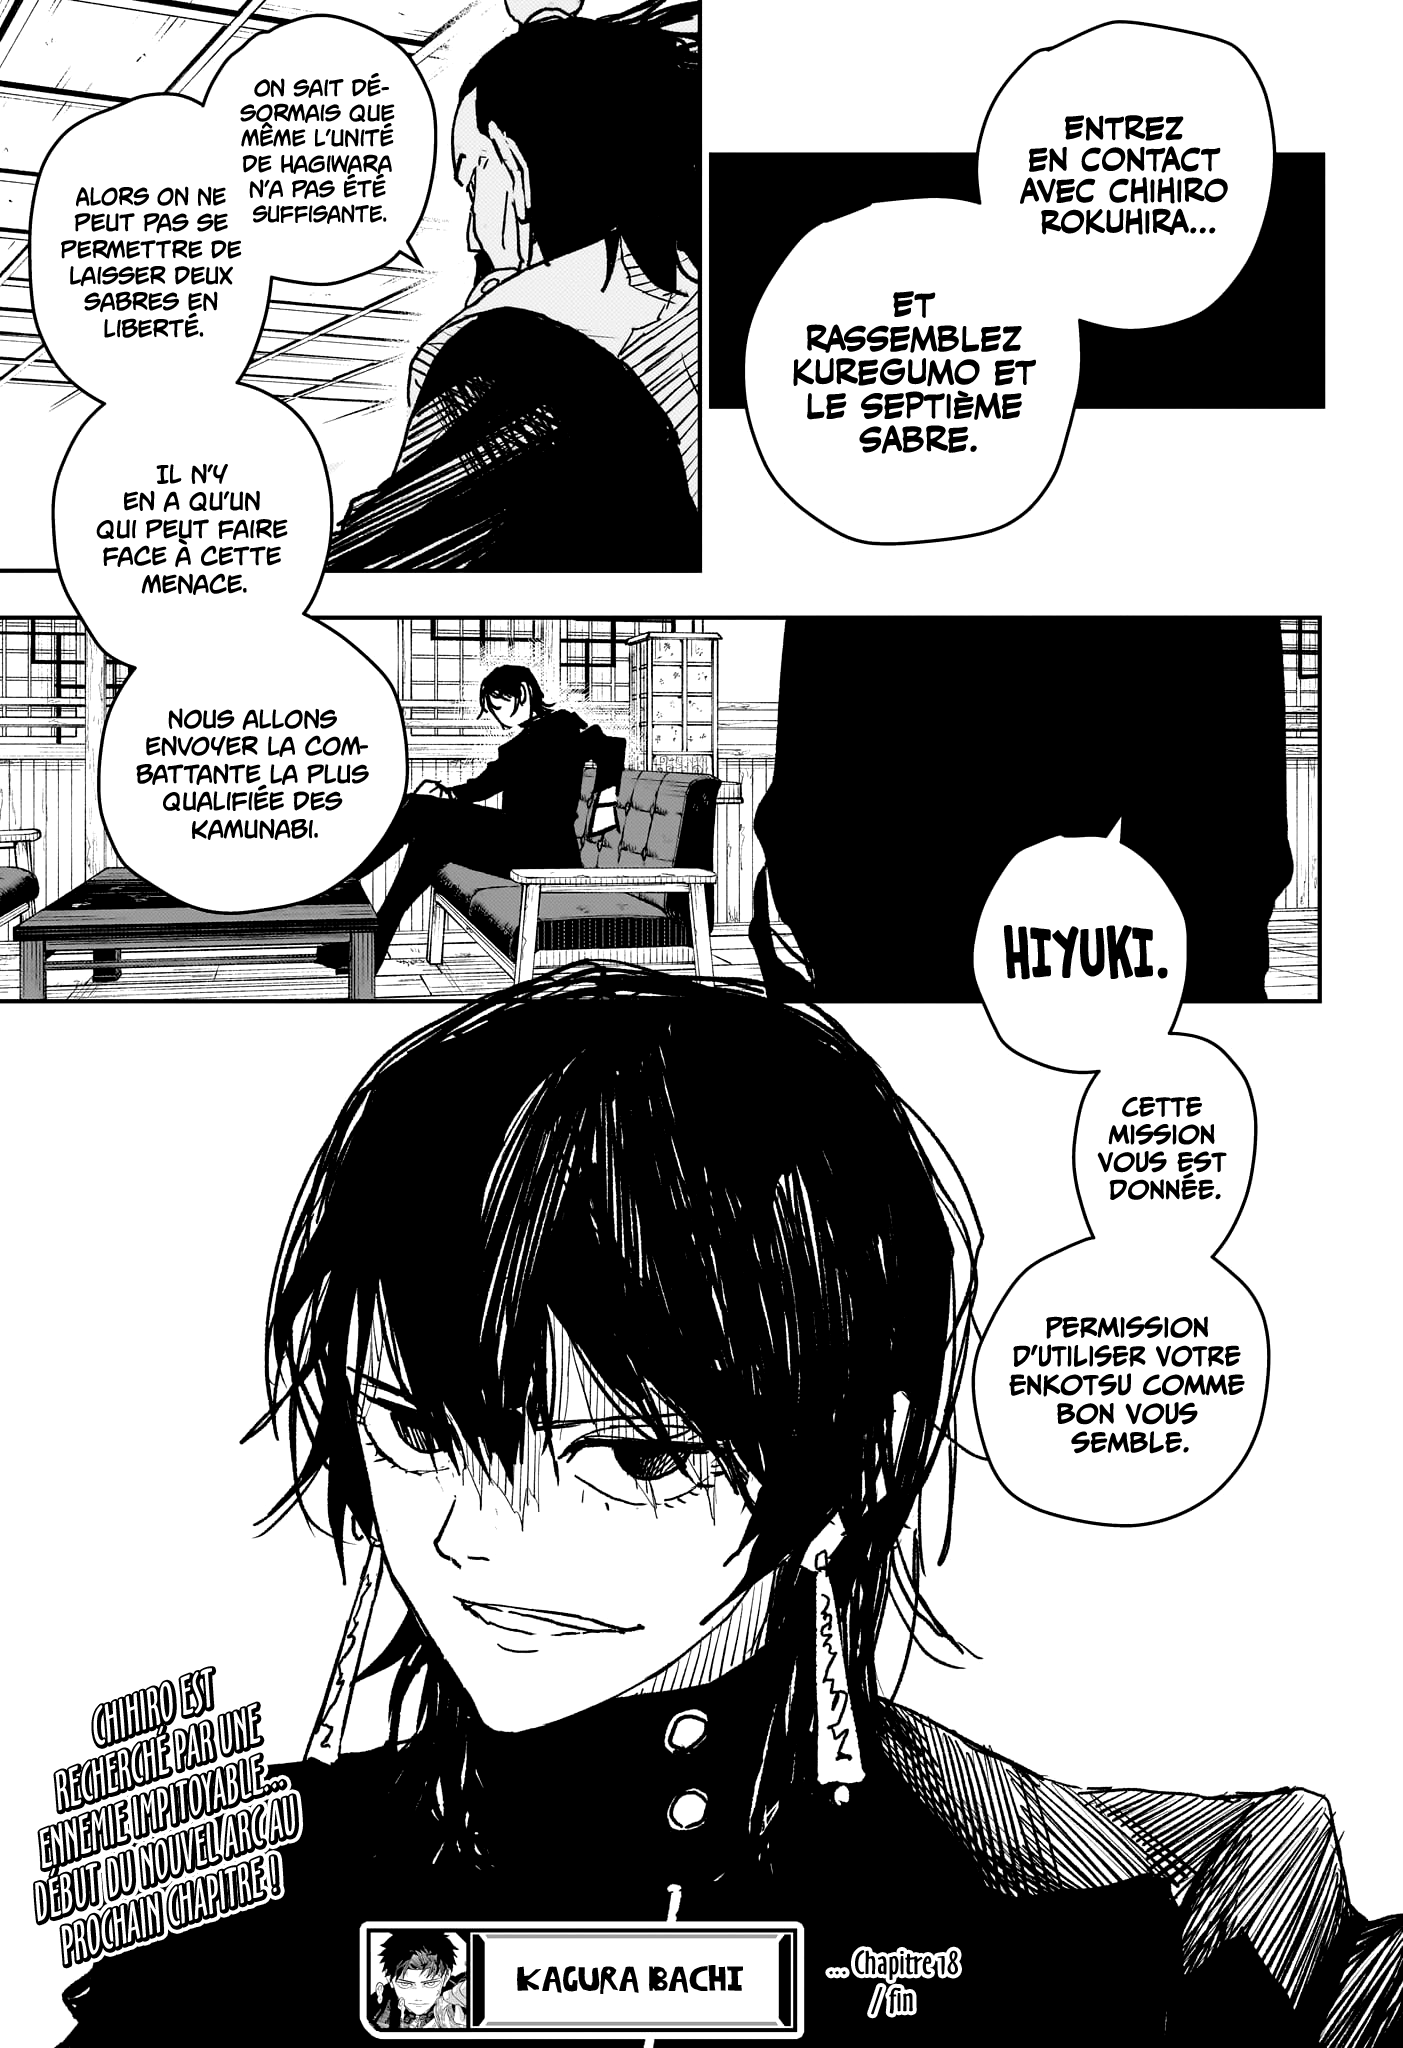 ENTREZ
EN CONTACT
AVEC CHIHIRO
ROKUHIRA...
ET
RASSEMBLEZ
KUREGUMO ET
LE SEPTIÈME
SABRE.
ON SAIT DÉ-
SORMAIS QUE
MÊME L'UNITÉ
DE HAGIWARA
N'A PAS ÉTÉ
SUFFISANTE.
ALORS ON NE
PEUT PAS SE
PERMETTRE DE
LAISSER DEUX
SABRES EN
LIBERTÉ.
IL N'Y
EN A QU'UN
QUI PEUT FAIRE
FACE À CETTE
MENACE.
NOUS ALLONS
ENVOYER LA COM-
BATTANTE LA PLUS
QUALIFIÉE DES
KAMUNABI.
HIYUKI.
CETTE
MISSION
VOUS EST
DONNÉE.
PERMISSION
D'UTILISER VOTRE
ENKOTSU COMME
BON VOUS
SEMBLE.
CHIHIRO EST
RECHERCHÉ PAR UNE
ENNEMIE IMPITOYABLE...
DÉBUT DU NOUVEL ARC AU
PROCHAIN CHAPITRE !
KAGURA BACHI
... Chapitre 18
/ fin